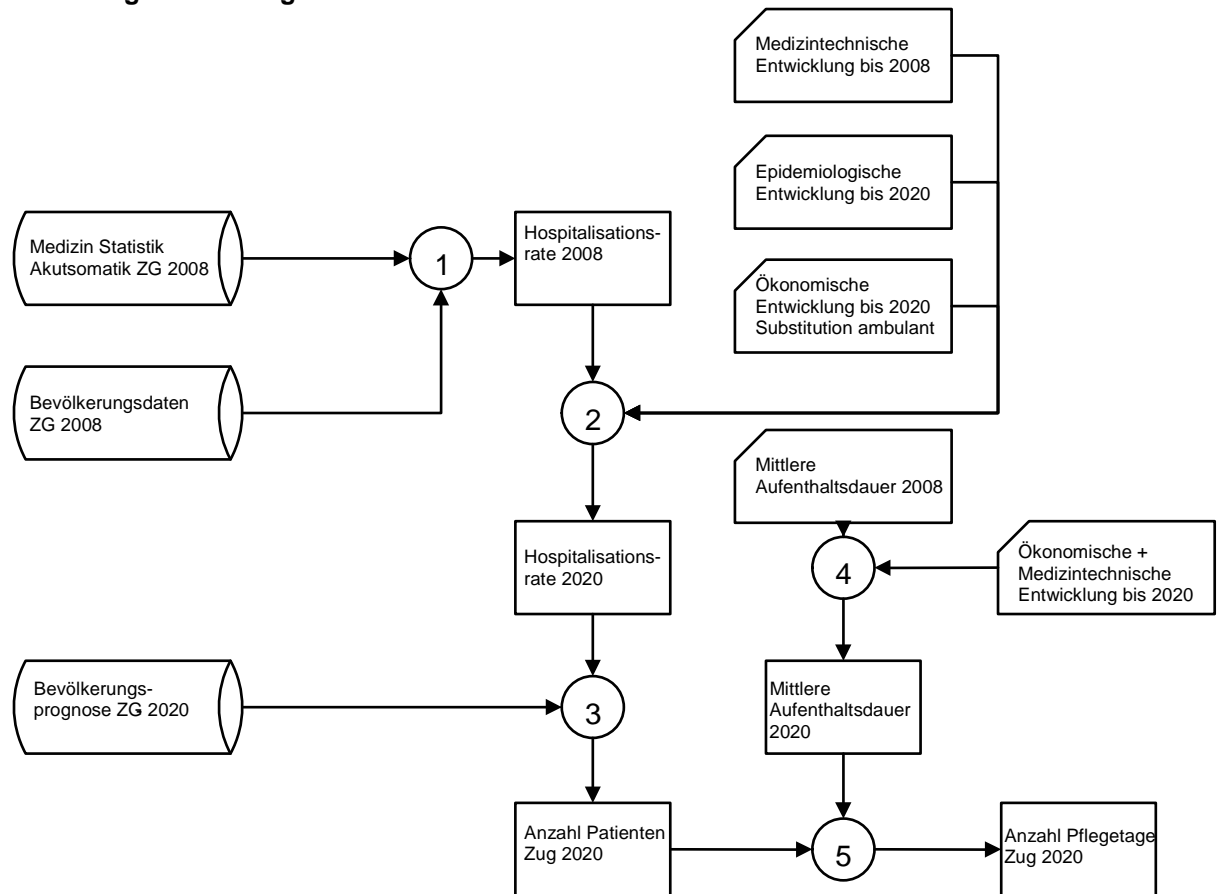 Medizintechnische
Entwicklung bis 2008
Epidemiologische
Entwicklung bis 2020
Medizin Statistik
Akutsomatik ZG 2008
1
Hospitalisations-
rate 2008
Ökonomische
Entwicklung bis 2020
Substitution ambulant
Bevölkerungsdaten
ZG 2008
2
Mittlere
Aufenthaltsdauer 2008
Hospitalisations-
rate 2020
4
Ökonomische +
Medizintechnische
Entwicklung bis 2020
Bevölkerungs-
prognose ZG 2020
3
Mittlere
Aufenthaltsdauer
2020
Anzahl Patienten
Zug 2020
5
Anzahl Pflegetage
Zug 2020